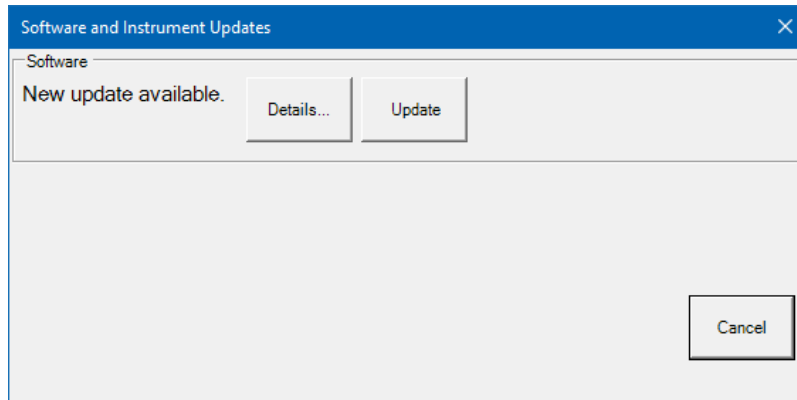 Software and Instrument Updates
Software
New update available.
Details...
Update
Cancel